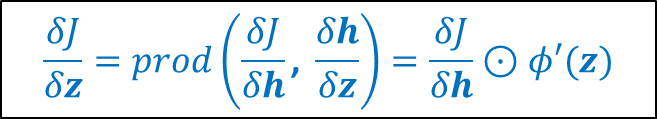 δJ/δz = prod(δJ/δh, δh/δz) = δJ/δh ⊙ ϕ′(z)